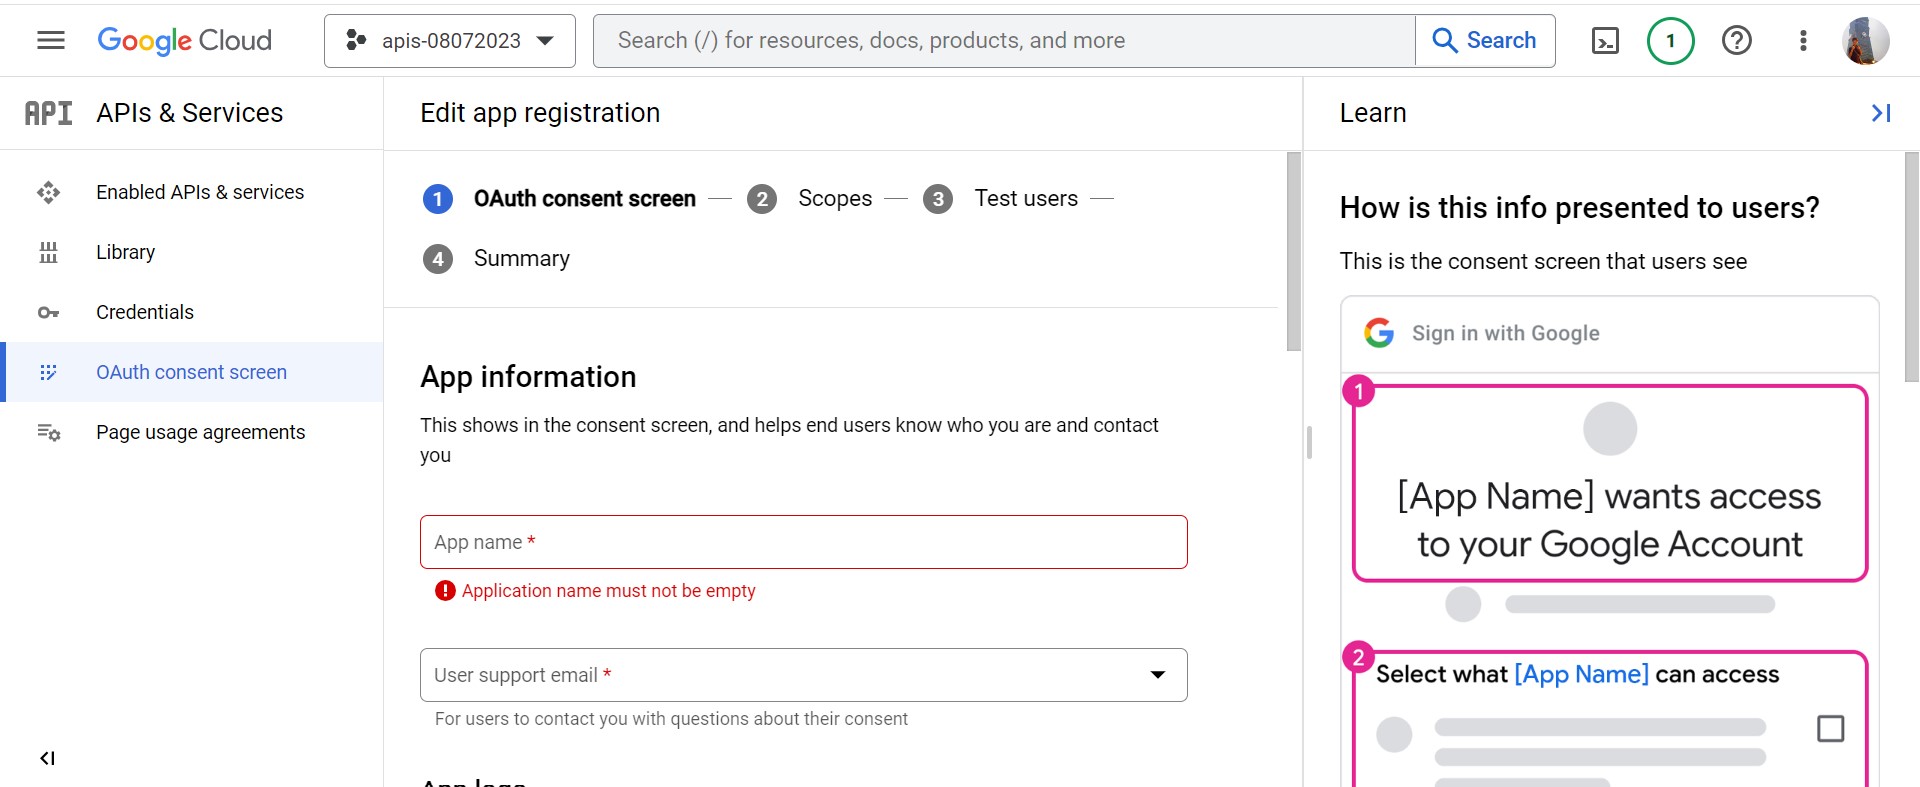 Google Cloud
apis-08072023
Search (/) for resources, docs, products, and more
Search
1
API
APIs & Services
Enabled APIs & services
Library
Credentials
OAuth consent screen
Page usage agreements
Edit app registration
1 OAuth consent screen 2 Scopes 3 Test users
4 Summary
App information
This shows in the consent screen, and helps end users know who you are and contact
you
App name *
Application name must not be empty
User support email *
For users to contact you with questions about their consent
App logo
Learn
How is this info presented to users?
This is the consent screen that users see
Sign in with Google
1
[App Name] wants access
to your Google Account
2
Select what [App Name] can access